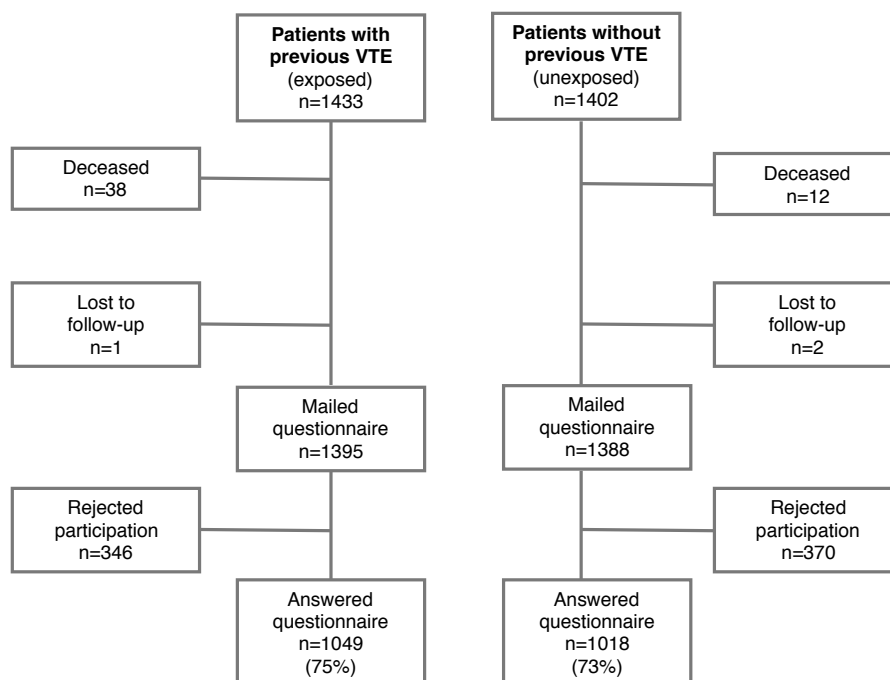 Patients with
previous VTE
(exposed)
n=1433
Patients without
previous VTE
(unexposed)
n=1402
Deceased
n=38
Deceased
n=12
Lost to
follow-up
n=1
Lost to
follow-up
n=2
Mailed
questionnaire
n=1395
Mailed
questionnaire
n=1388
Rejected
participation
n=346
Rejected
participation
n=370
Answered
questionnaire
n=1049
(75%)
Answered
questionnaire
n=1018
(73%)